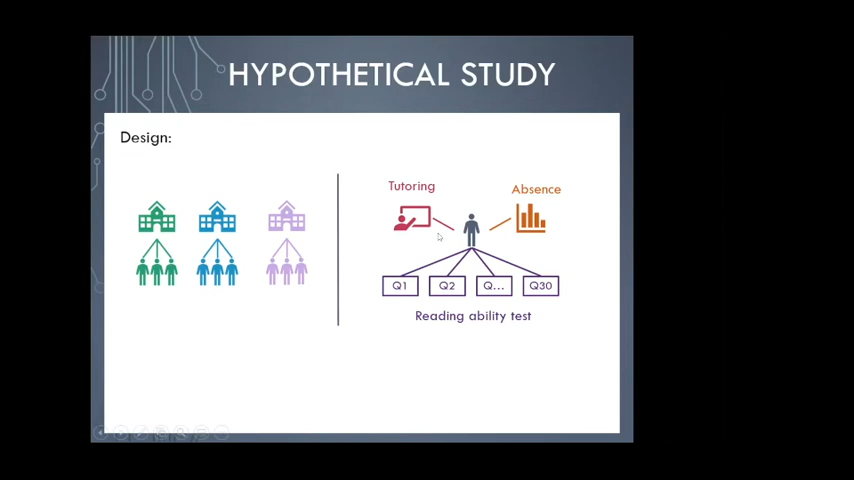 HYPOTHETICAL STUDY
Design:
Tutoring
Absence
Q1
Q2
Q...
Q30
Reading ability test